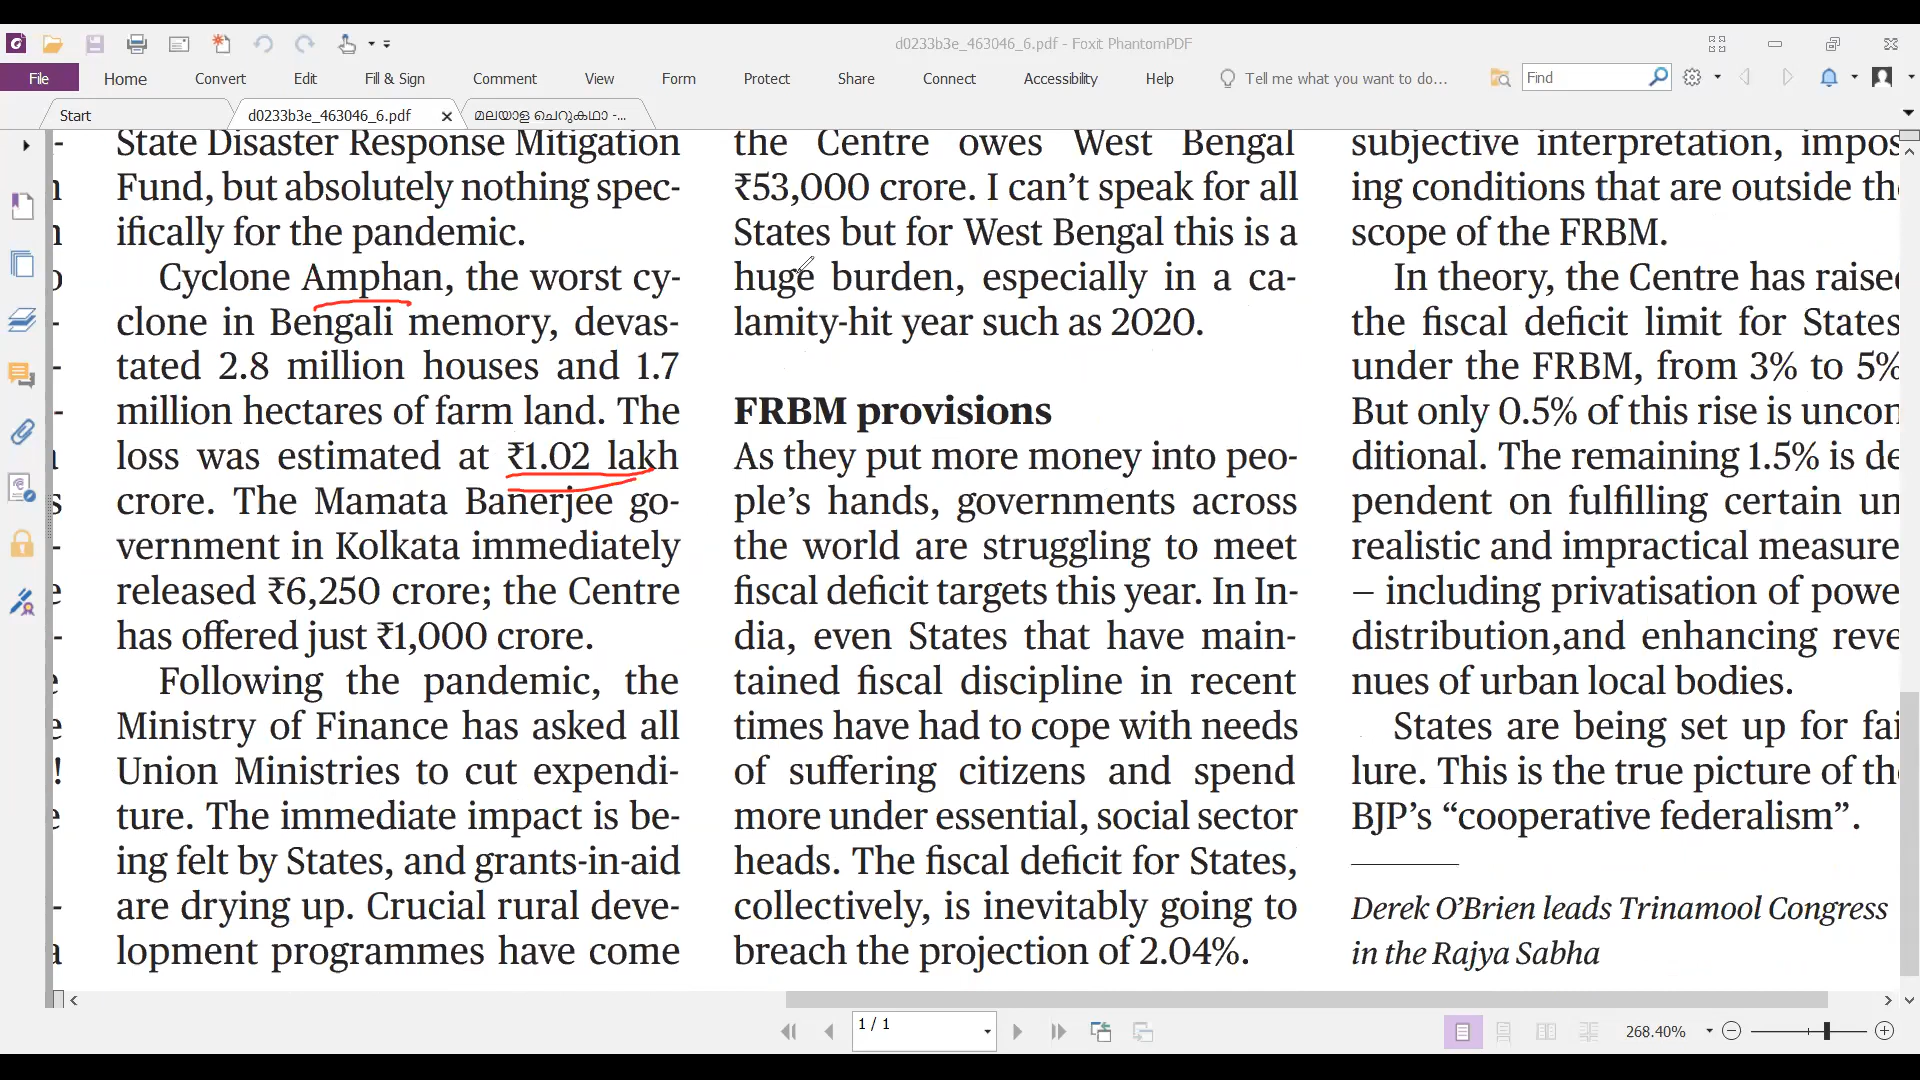 d0233b3e_463046_6.pdf - Foxit PhantomPDF
File Home Convert Edit Fill & Sign Comment View Form Protect Share Connect Accessibility Help Tell me what you want to do... Find
Start d0233b3e_463046_6.pdf മലയാള ചെറുകഥാ -...
State Disaster Response Mitigation
Fund, but absolutely nothing spec-
ifically for the pandemic.
Cyclone Amphan, the worst cy-
clone in Bengali memory, devas-
tated 2.8 million houses and 1.7
million hectares of farm land. The
loss was estimated at ₹1.02 lakh
crore. The Mamata Banerjee go-
vernment in Kolkata immediately
released ₹6,250 crore; the Centre
has offered just ₹1,000 crore.
Following the pandemic, the
Ministry of Finance has asked all
Union Ministries to cut expendi-
ture. The immediate impact is be-
ing felt by States, and grants-in-aid
are drying up. Crucial rural deve-
lopment programmes have come
the Centre owes West Bengal
₹53,000 crore. I can't speak for all
States but for West Bengal this is a
huge burden, especially in a ca-
lamity-hit year such as 2020.
FRBM provisions
As they put more money into peo-
ple's hands, governments across
the world are struggling to meet
fiscal deficit targets this year. In In-
dia, even States that have main-
tained fiscal discipline in recent
times have had to cope with needs
of suffering citizens and spend
more under essential, social sector
heads. The fiscal deficit for States,
collectively, is inevitably going to
breach the projection of 2.04%.
subjective interpretation, impos
ing conditions that are outside th
scope of the FRBM.
In theory, the Centre has raised
the fiscal deficit limit for States
under the FRBM, from 3% to 5%
But only 0.5% of this rise is uncon
ditional. The remaining 1.5% is de
pendent on fulfilling certain un
realistic and impractical measure
– including privatisation of powe
distribution,and enhancing reve
nues of urban local bodies.
States are being set up for fai
lure. This is the true picture of th
BJP's "cooperative federalism".
Derek O'Brien leads Trinamool Congress
in the Rajya Sabha
1 / 1 268.40%